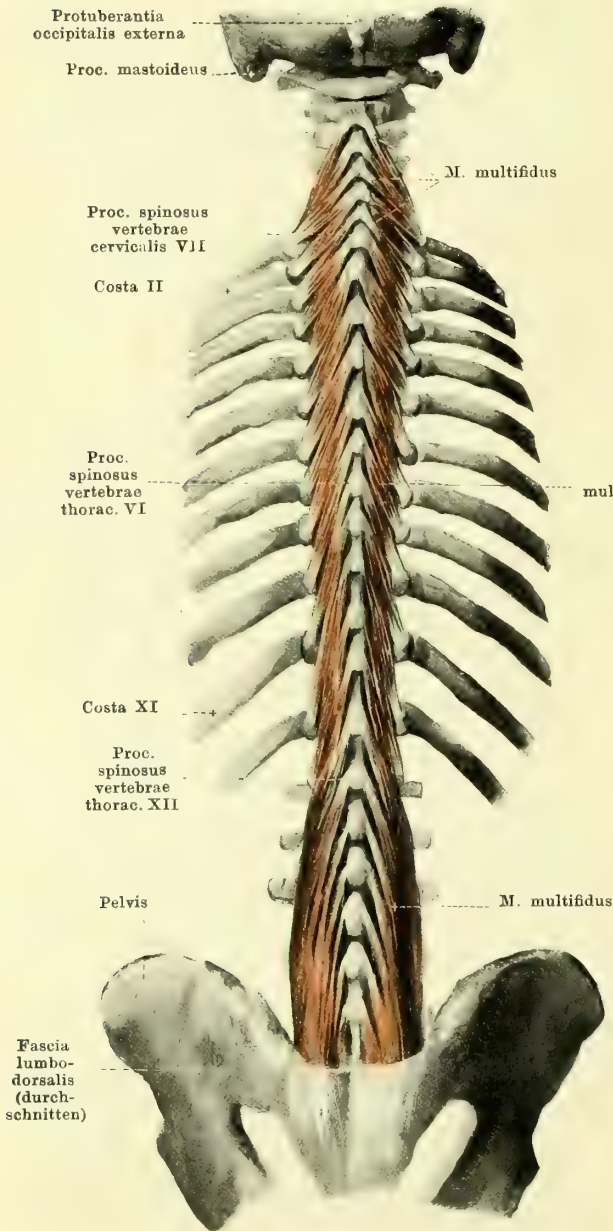 Protuberantia
occipitalis externa
Proc. mastoideus
M. multifidus
Proc. spinosus
vertebrae
cervicalis VII
Costa II
Proc.
spinosus
vertebrae
thorac. VI
mul
Costa XI
Proc.
spinosus
vertebrae
thorac. XII
Pelvis
M. multifidus
Fascia
lumbo-
dorsalis
(durch-
schnitten)